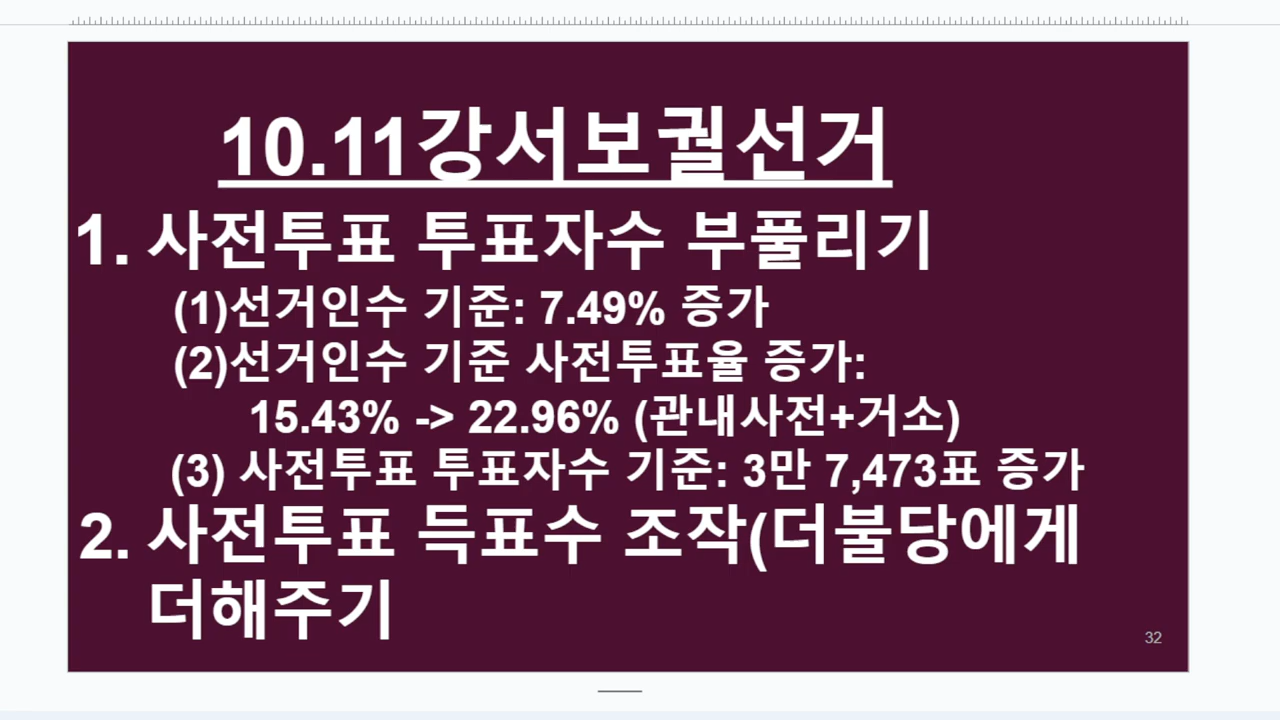 10.11강서보궐선거
1. 사전투표 투표자수 부풀리기
(1)선거인수 기준: 7.49% 증가
(2)선거인수 기준 사전투표율 증가:
15.43% -> 22.96% (관내사전+거소)
(3) 사전투표 투표자수 기준: 3만 7,473표 증가
2. 사전투표 득표수 조작(더불당에게
더해주기
32